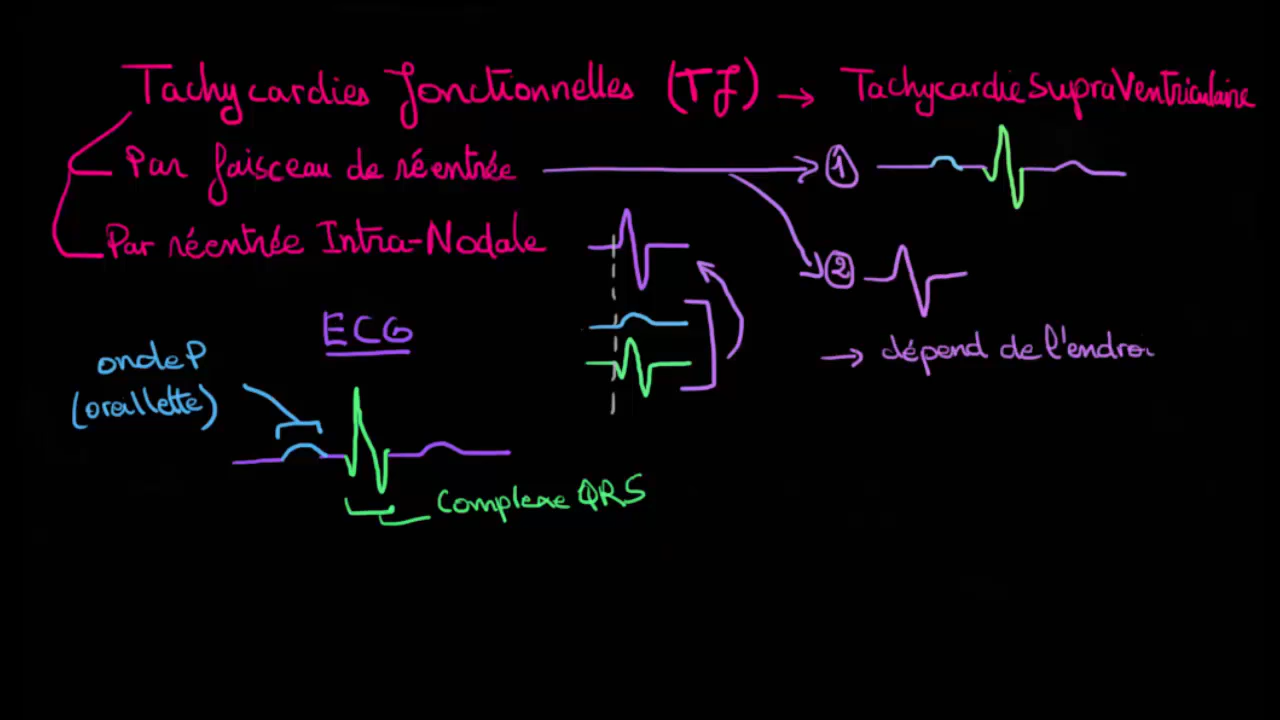 Tachycardies Jonctionnelles (TJ) → Tachycardie SupraVentriculaire
Par faisceau de réentrée
1
Par réentrée Intra-Nodale
2
ECG
onde P
(oreillette)
→ dépend de l'endroi
Complexe QRS